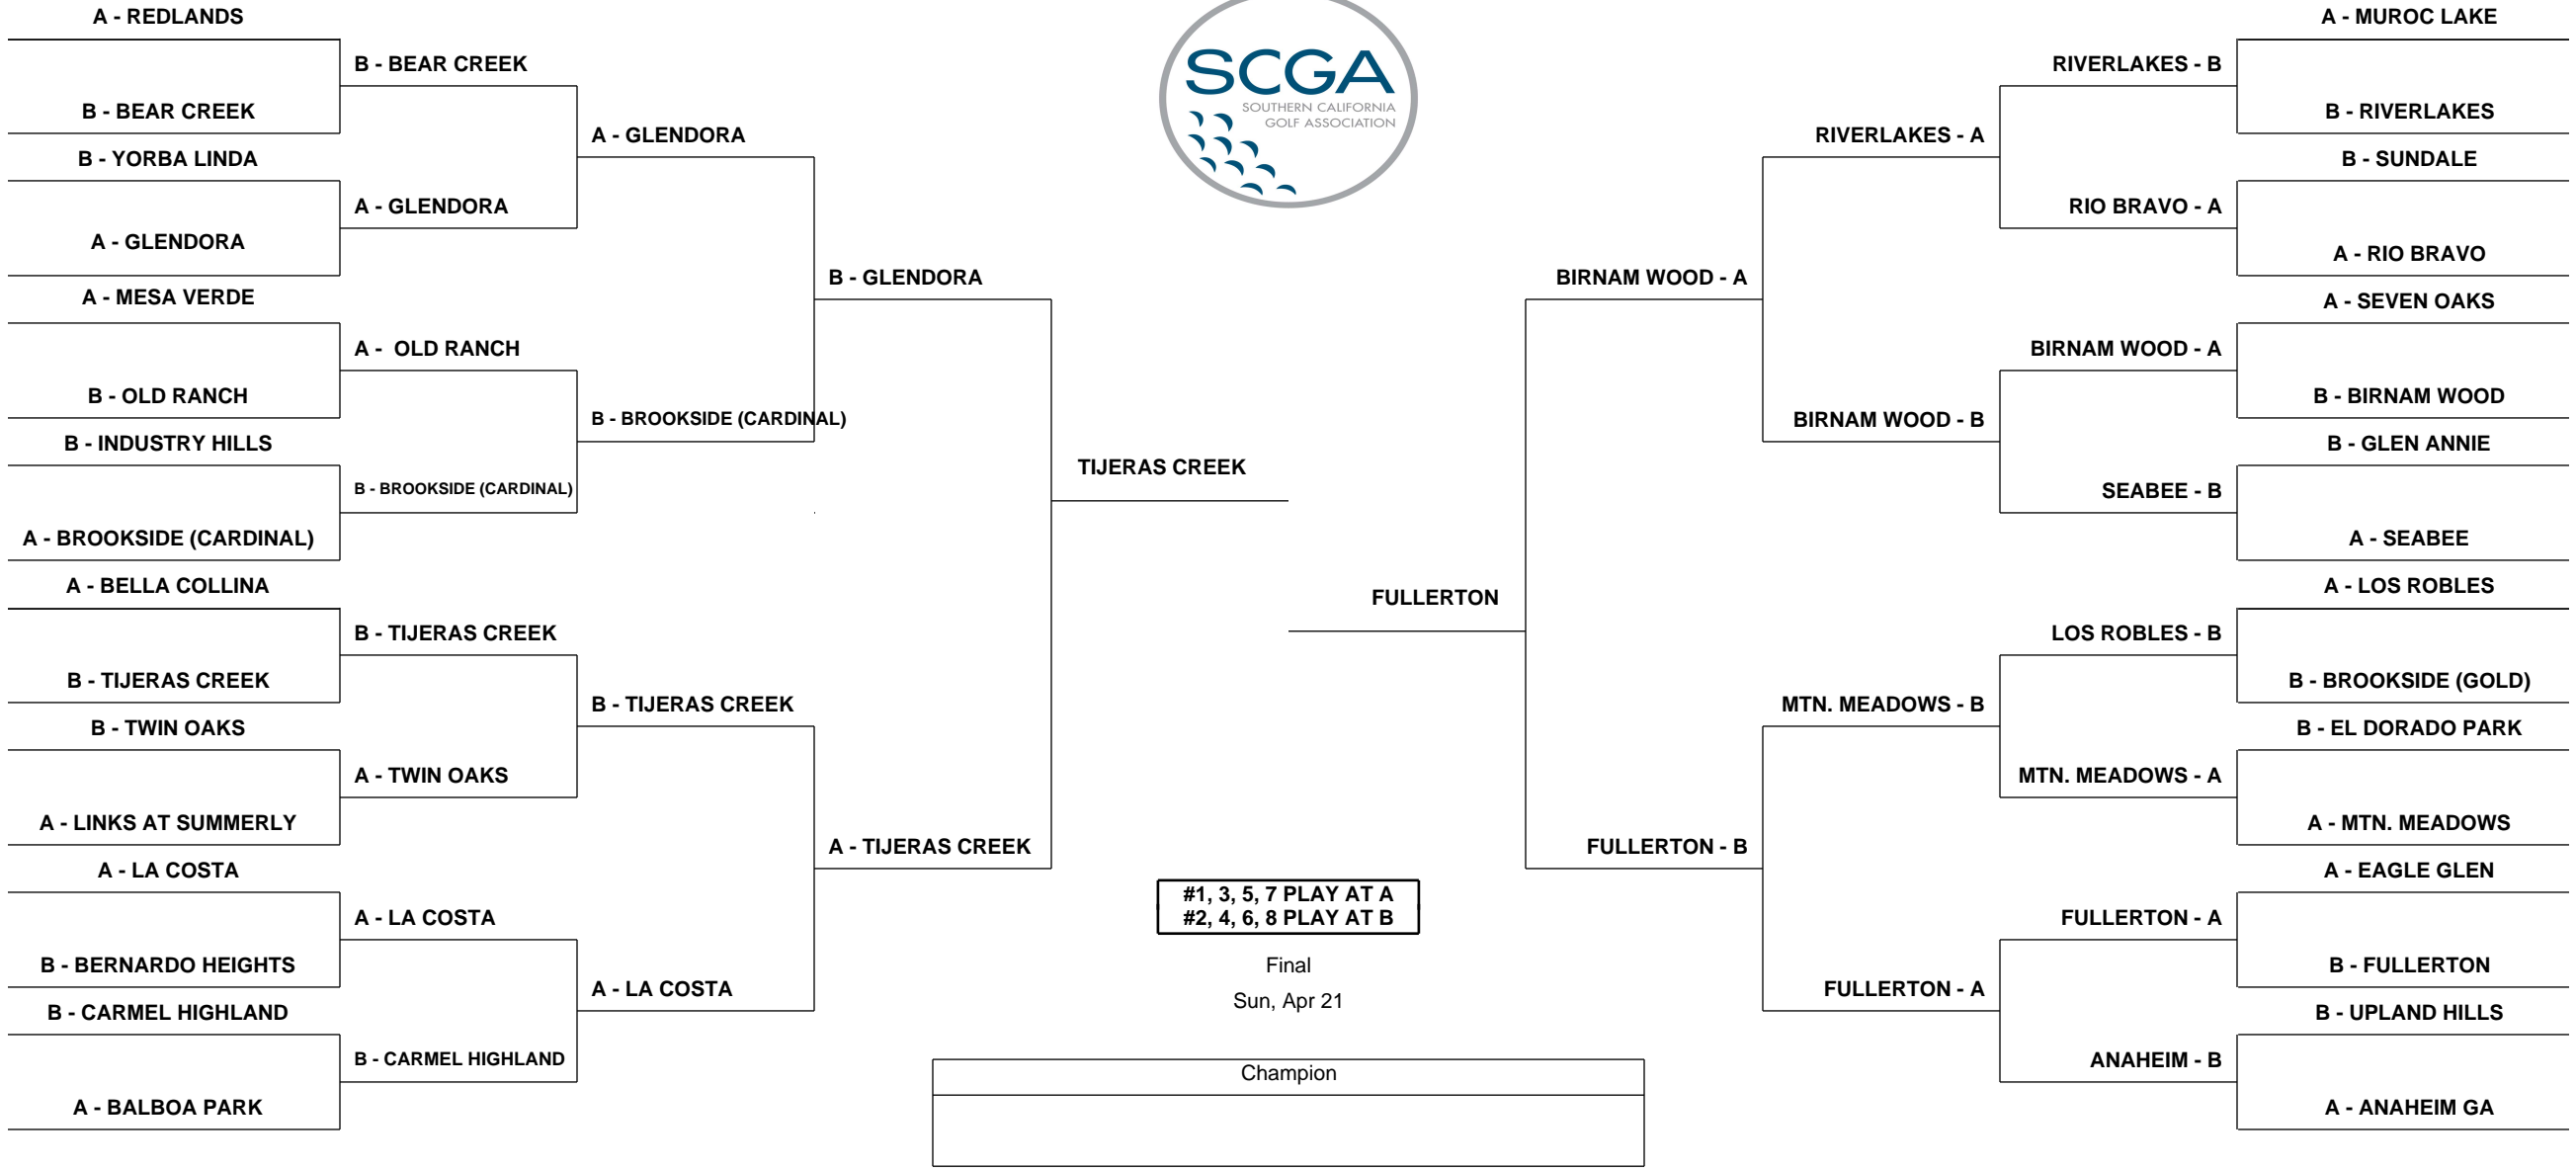 A - REDLANDS
B - BEAR CREEK
B - YORBA LINDA
A - GLENDORA
A - MESA VERDE
B - OLD RANCH
B - INDUSTRY HILLS
A - BROOKSIDE (CARDINAL)
A - BELLA COLLINA
B - TIJERAS CREEK
B - TWIN OAKS
A - LINKS AT SUMMERLY
A - LA COSTA
B - BERNARDO HEIGHTS
B - CARMEL HIGHLAND
A - BALBOA PARK
B - BEAR CREEK
A - GLENDORA
A - OLD RANCH
B - BROOKSIDE (CARDINAL)
B - TIJERAS CREEK
A - TWIN OAKS
A - LA COSTA
B - CARMEL HIGHLAND
A - GLENDORA
B - BROOKSIDE (CARDINAL)
B - TIJERAS CREEK
A - LA COSTA
B - GLENDORA
A - TIJERAS CREEK
TIJERAS CREEK
SCGA
SOUTHERN CALIFORNIA
GOLF ASSOCIATION
FULLERTON
#1, 3, 5, 7 PLAY AT A
#2, 4, 6, 8 PLAY AT B
Final
Sun, Apr 21
Champion
BIRNAM WOOD - A
FULLERTON - B
RIVERLAKES - A
BIRNAM WOOD - B
MTN. MEADOWS - B
FULLERTON - A
RIVERLAKES - B
RIO BRAVO - A
BIRNAM WOOD - A
SEABEE - B
LOS ROBLES - B
MTN. MEADOWS - A
FULLERTON - A
ANAHEIM - B
A - MUROC LAKE
B - RIVERLAKES
B - SUNDALE
A - RIO BRAVO
A - SEVEN OAKS
B - BIRNAM WOOD
B - GLEN ANNIE
A - SEABEE
A - LOS ROBLES
B - BROOKSIDE (GOLD)
B - EL DORADO PARK
A - MTN. MEADOWS
A - EAGLE GLEN
B - FULLERTON
B - UPLAND HILLS
A - ANAHEIM GA